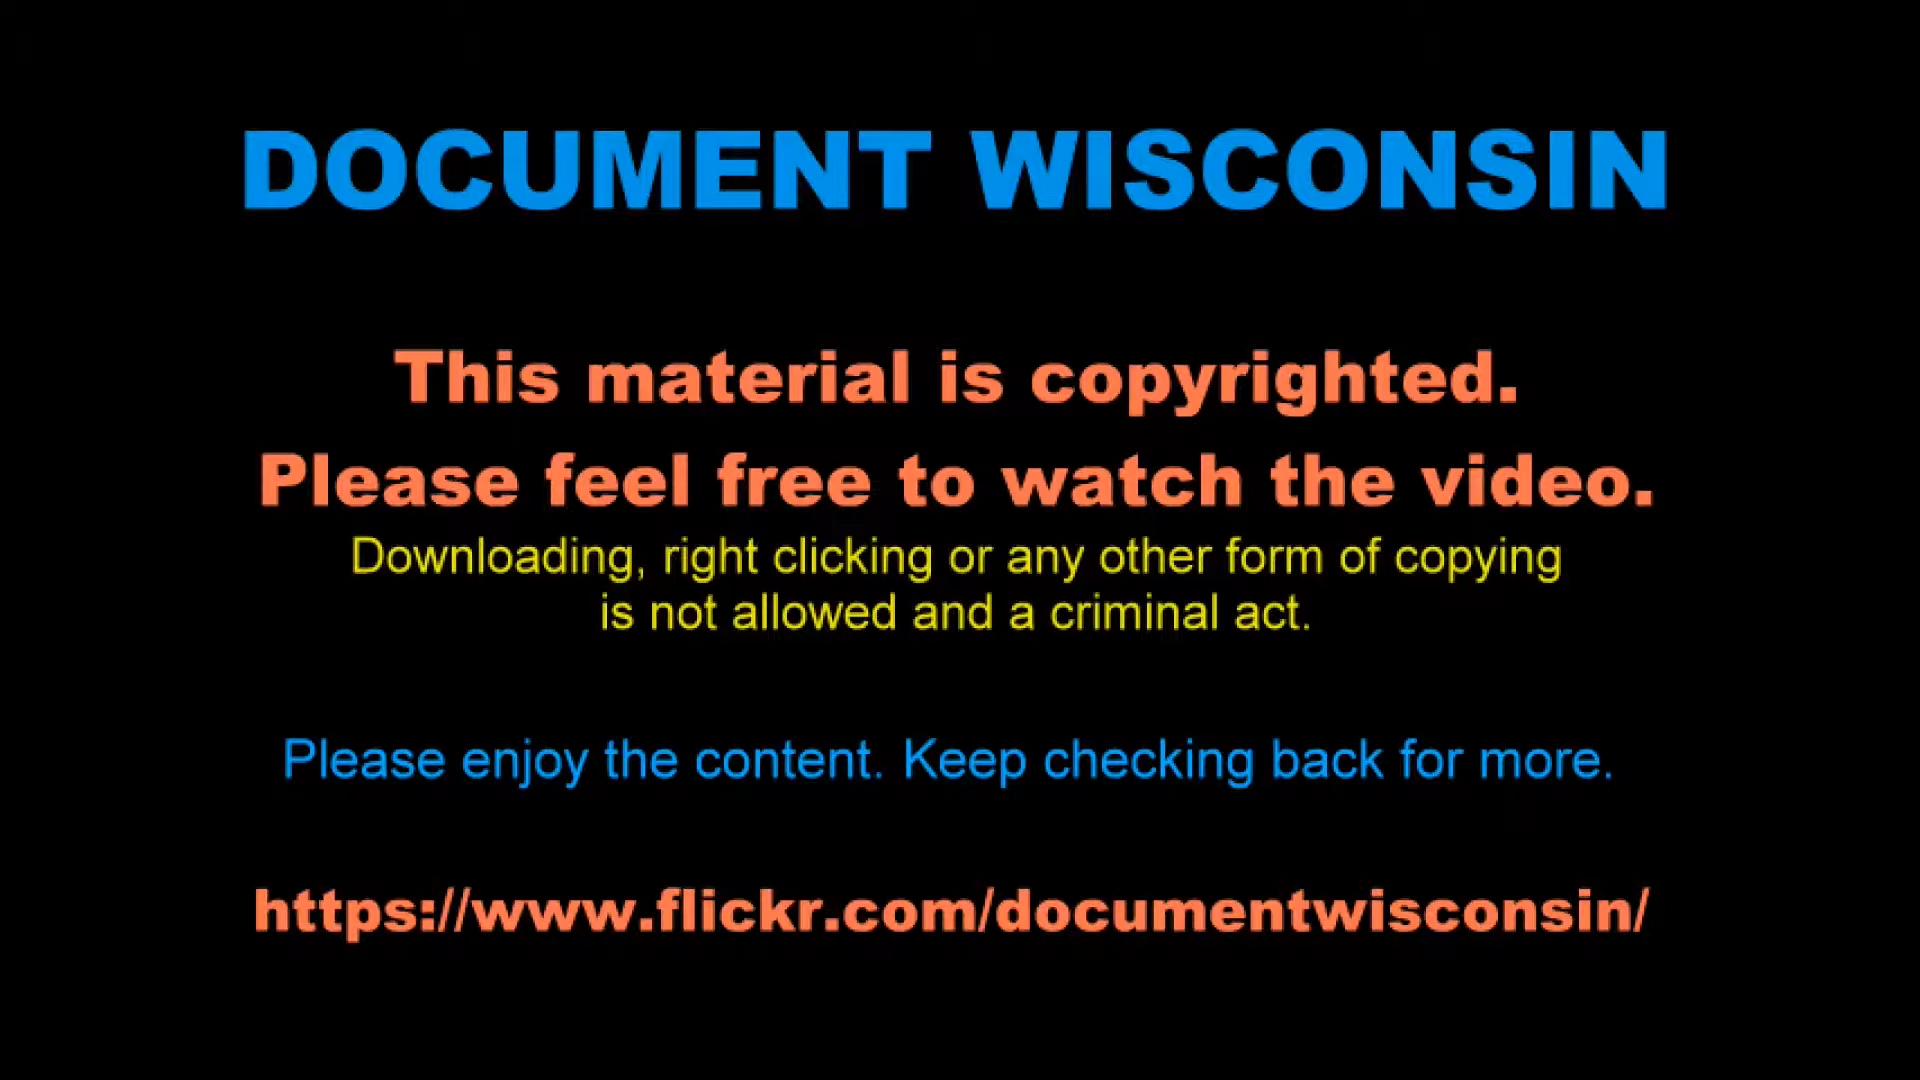 DOCUMENT WISCONSIN
This material is copyrighted.
Please feel free to watch the video.
Downloading, right clicking or any other form of copying
is not allowed and a criminal act.
Please enjoy the content. Keep checking back for more.
https://www.flickr.com/documentwisconsin/